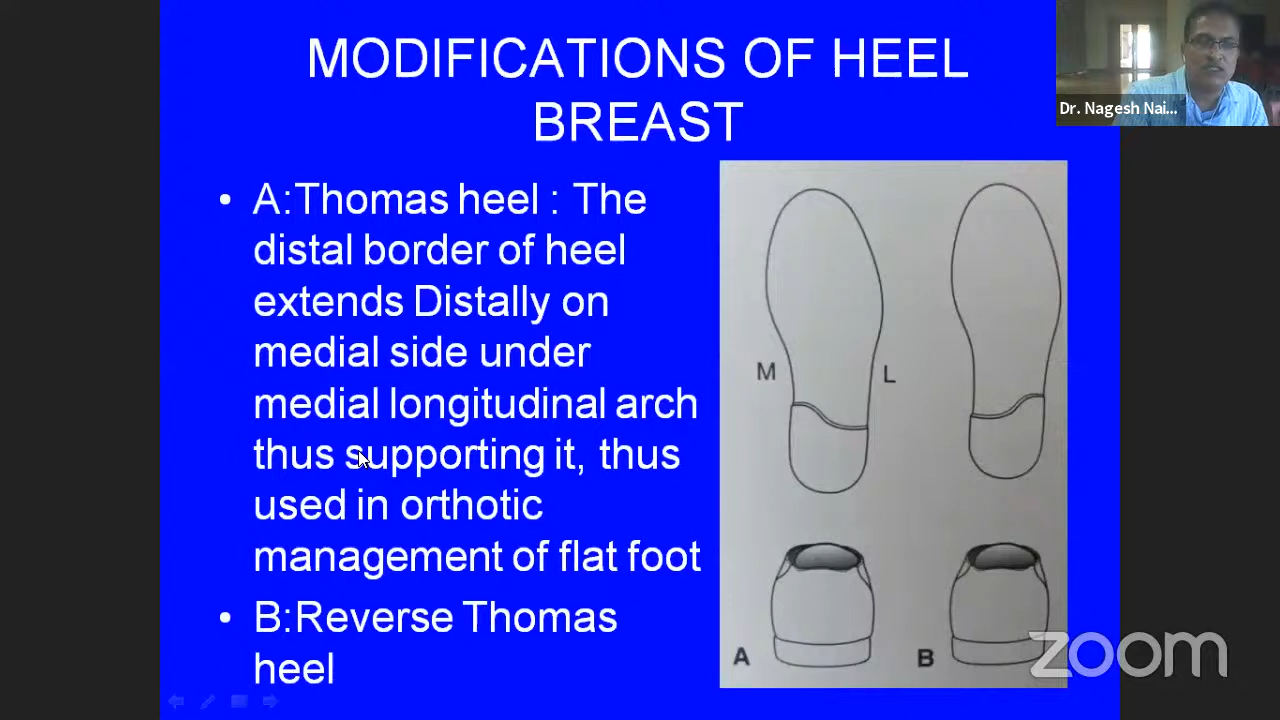 MODIFICATIONS OF HEEL
BREAST
Dr. Nagesh Nai...
• A:Thomas heel : The
distal border of heel
extends Distally on
medial side under
medial longitudinal arch
thus supporting it, thus
used in orthotic
management of flat foot
• B:Reverse Thomas
heel
M L
A B
zoom